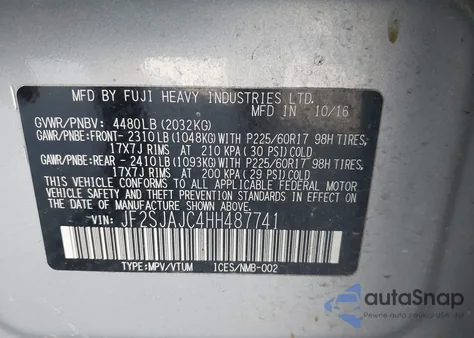 MFD BY FUJI HEAVY INDUSTRIES LTD.
MFD IN 10/16
GVWR/PNBV: 4480LB (2032KG)
GAWR/PNBE:FRONT- 2310LB (1048KG) WITH P225/60R17 98H TIRES,
17X7J RIMS AT 210 KPA (30 PSI) COLD
GAWR/PNBE:REAR - 2410LB (1093KG) WITH P225/60R17 98H TIRES,
17X7J RIMS AT 200 KPA (29 PSI) COLD
THIS VEHICLE CONFORMS TO ALL APPLICABLE FEDERAL MOTOR
VEHICLE SAFETY AND THEFT PREVENTION STANDARDS IN EFFECT ON
THE DATE OF MANUFACTURE SHOWN ABOVE.
VIN: JF2SJAJC4HH487741
TYPE:MPV/VTUM ICES/NMB-002
autoSnap
Pewne auto z USA